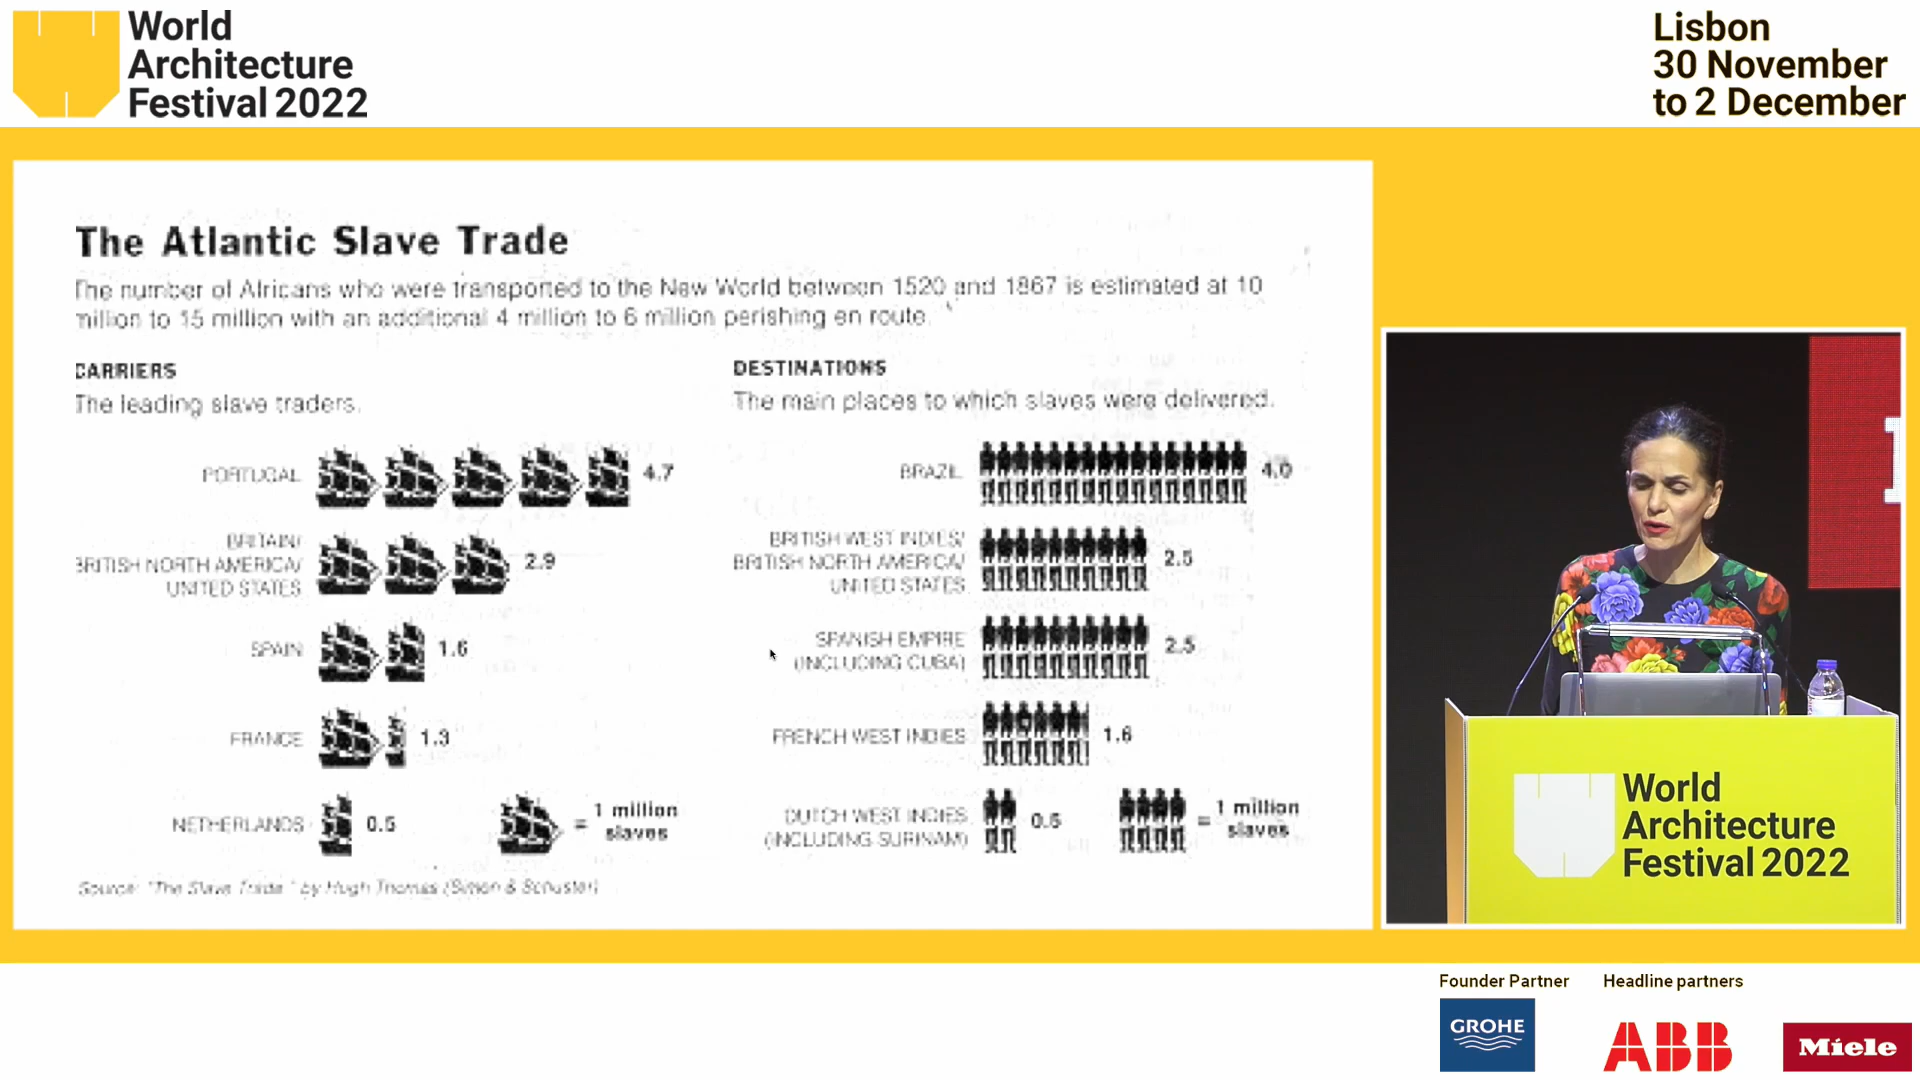 World
Architecture
Festival 2022
Lisbon
30 November
to 2 December
The Atlantic Slave Trade
The number of Africans who were transported to the New World between 1520 and 1867 is estimated at 10
million to 15 million with an additional 4 million to 6 million perishing en route.
CARRIERS
The leading slave traders.
PORTUGAL 4.7
BRITAIN/
BRITISH NORTH AMERICA/
UNITED STATES
2.9
SPAIN 1.6
FRANCE 1.3
NETHERLANDS 0.5
= 1 million
slaves
DESTINATIONS
The main places to which slaves were delivered.
BRAZIL 4.0
BRITISH WEST INDIES/
BRITISH NORTH AMERICA/
UNITED STATES
2.5
SPANISH EMPIRE
(INCLUDING CUBA)
2.5
FRENCH WEST INDIES 1.6
DUTCH WEST INDIES
(INCLUDING SURINAM)
0.5
= 1 million
slaves
Source: "The Slave Trade" by Hugh Thomas (Simon & Schuster)
World
Architecture
Festival 2022
Founder Partner
Headline partners
GROHE
ABB
Miele